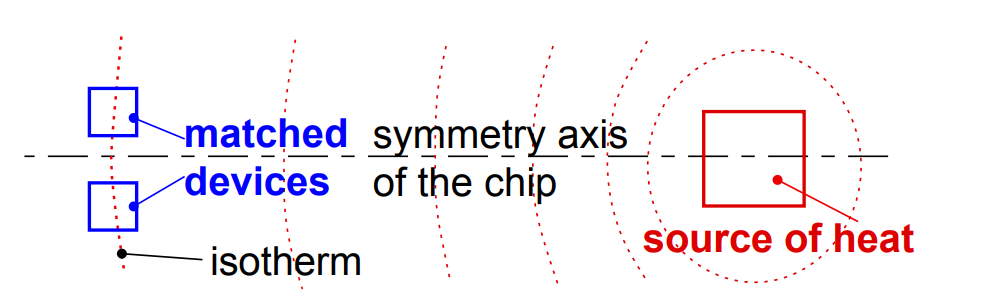 matched
devices
symmetry axis
of the chip
source of heat
isotherm